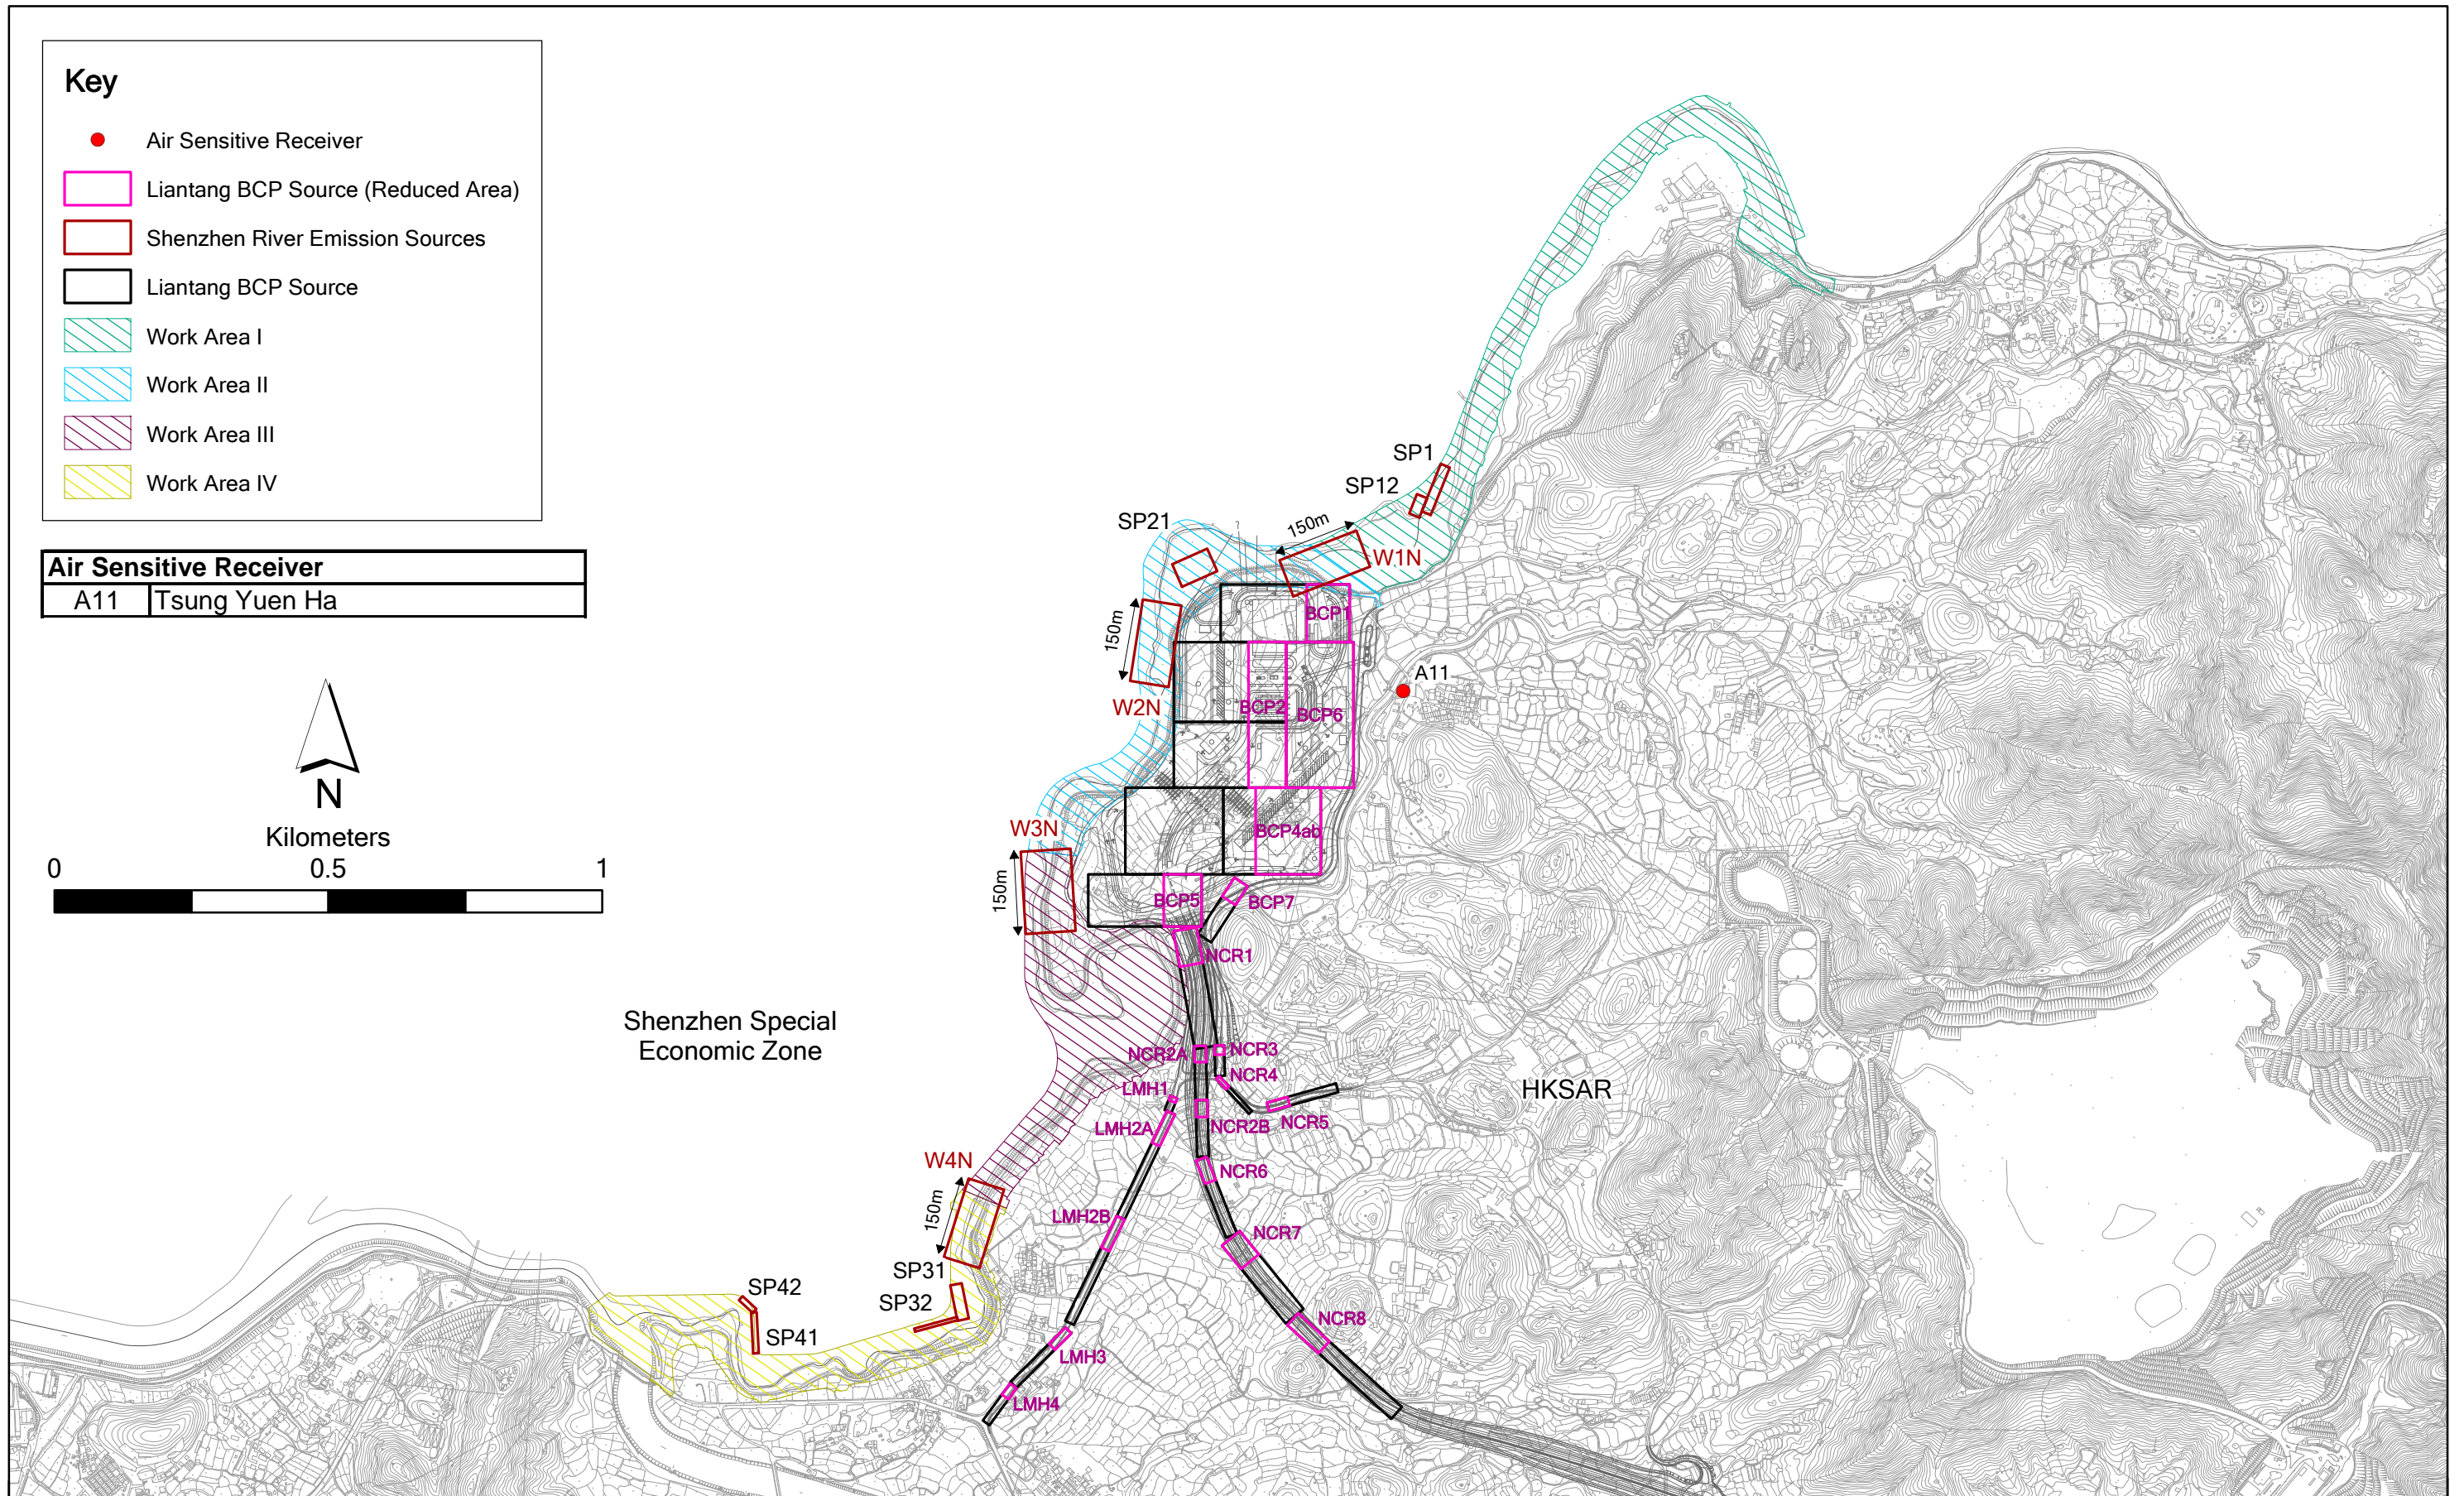 Key
Air Sensitive Receiver
Liantang BCP Source (Reduced Area)
Shenzhen River Emission Sources
Liantang BCP Source
Work Area I
Work Area II
Work Area III
Work Area IV
Air Sensitive Receiver
A11 Tsung Yuen Ha
N
Kilometers
0 0.5 1
SP1
SP12
SP21
150m
W1N
BCP1
150m
A11
W2N
BCP2
BCP6
W3N
BCP4ab
150m
BCP5
BCP7
NCR1
Shenzhen Special
Economic Zone
NCR2A
NCR3
NCR4
LMH1
HKSAR
LMH2A
NCR2B
NCR5
W4N
NCR6
150m
LMH2B
NCR7
SP31
SP42
SP32
NCR8
SP41
LMH3
LMH4